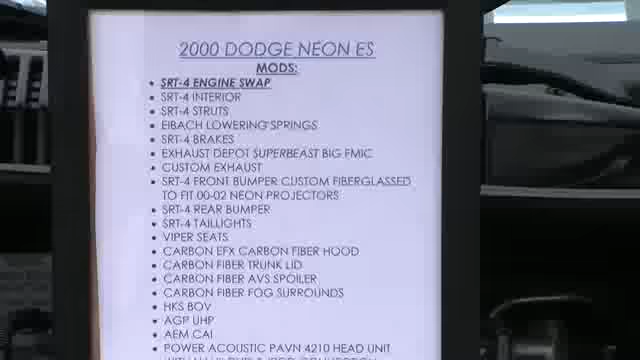 2000 DODGE NEON ES
MODS:
• SRT-4 ENGINE SWAP
• SRT-4 INTERIOR
• SRT-4 STRUTS
• EIBACH LOWERING SPRINGS
• SRT-4 BRAKES
• EXHAUST DEPOT SUPERBEAST BIG FMIC
• CUSTOM EXHAUST
• SRT-4 FRONT BUMPER CUSTOM FIBERGLASSED
TO FIT 00-02 NEON PROJECTORS
• SRT-4 REAR BUMPER
• SRT-4 TAILLIGHTS
• VIPER SEATS
• CARBON EFX CARBON FIBER HOOD
• CARBON FIBER TRUNK LID
• CARBON FIBER AVS SPOILER
• CARBON FIBER FOG SURROUNDS
• HKS BOV
• AGP UHP
• AEM CAI
• POWER ACOUSTIC PAVN 4210 HEAD UNIT